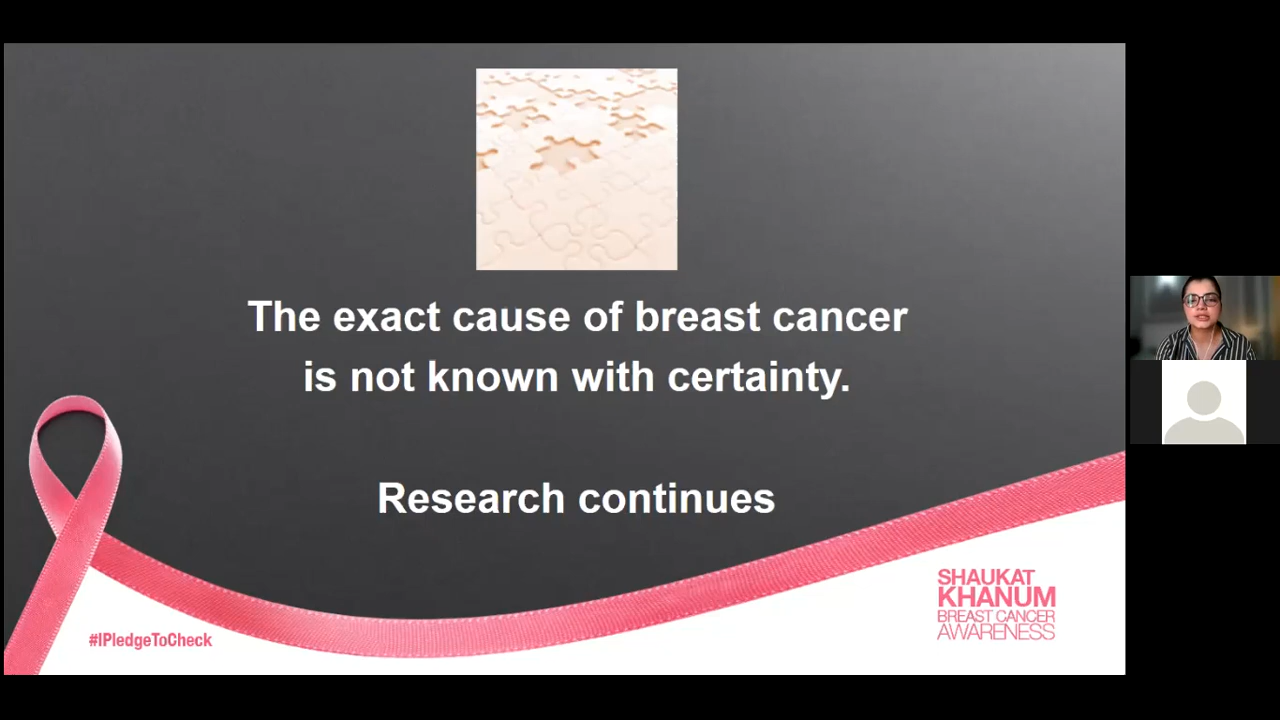 The exact cause of breast cancer
is not known with certainty.
Research continues
#IPledgeToCheck
SHAUKAT
KHANUM
BREAST CANCER
AWARENESS